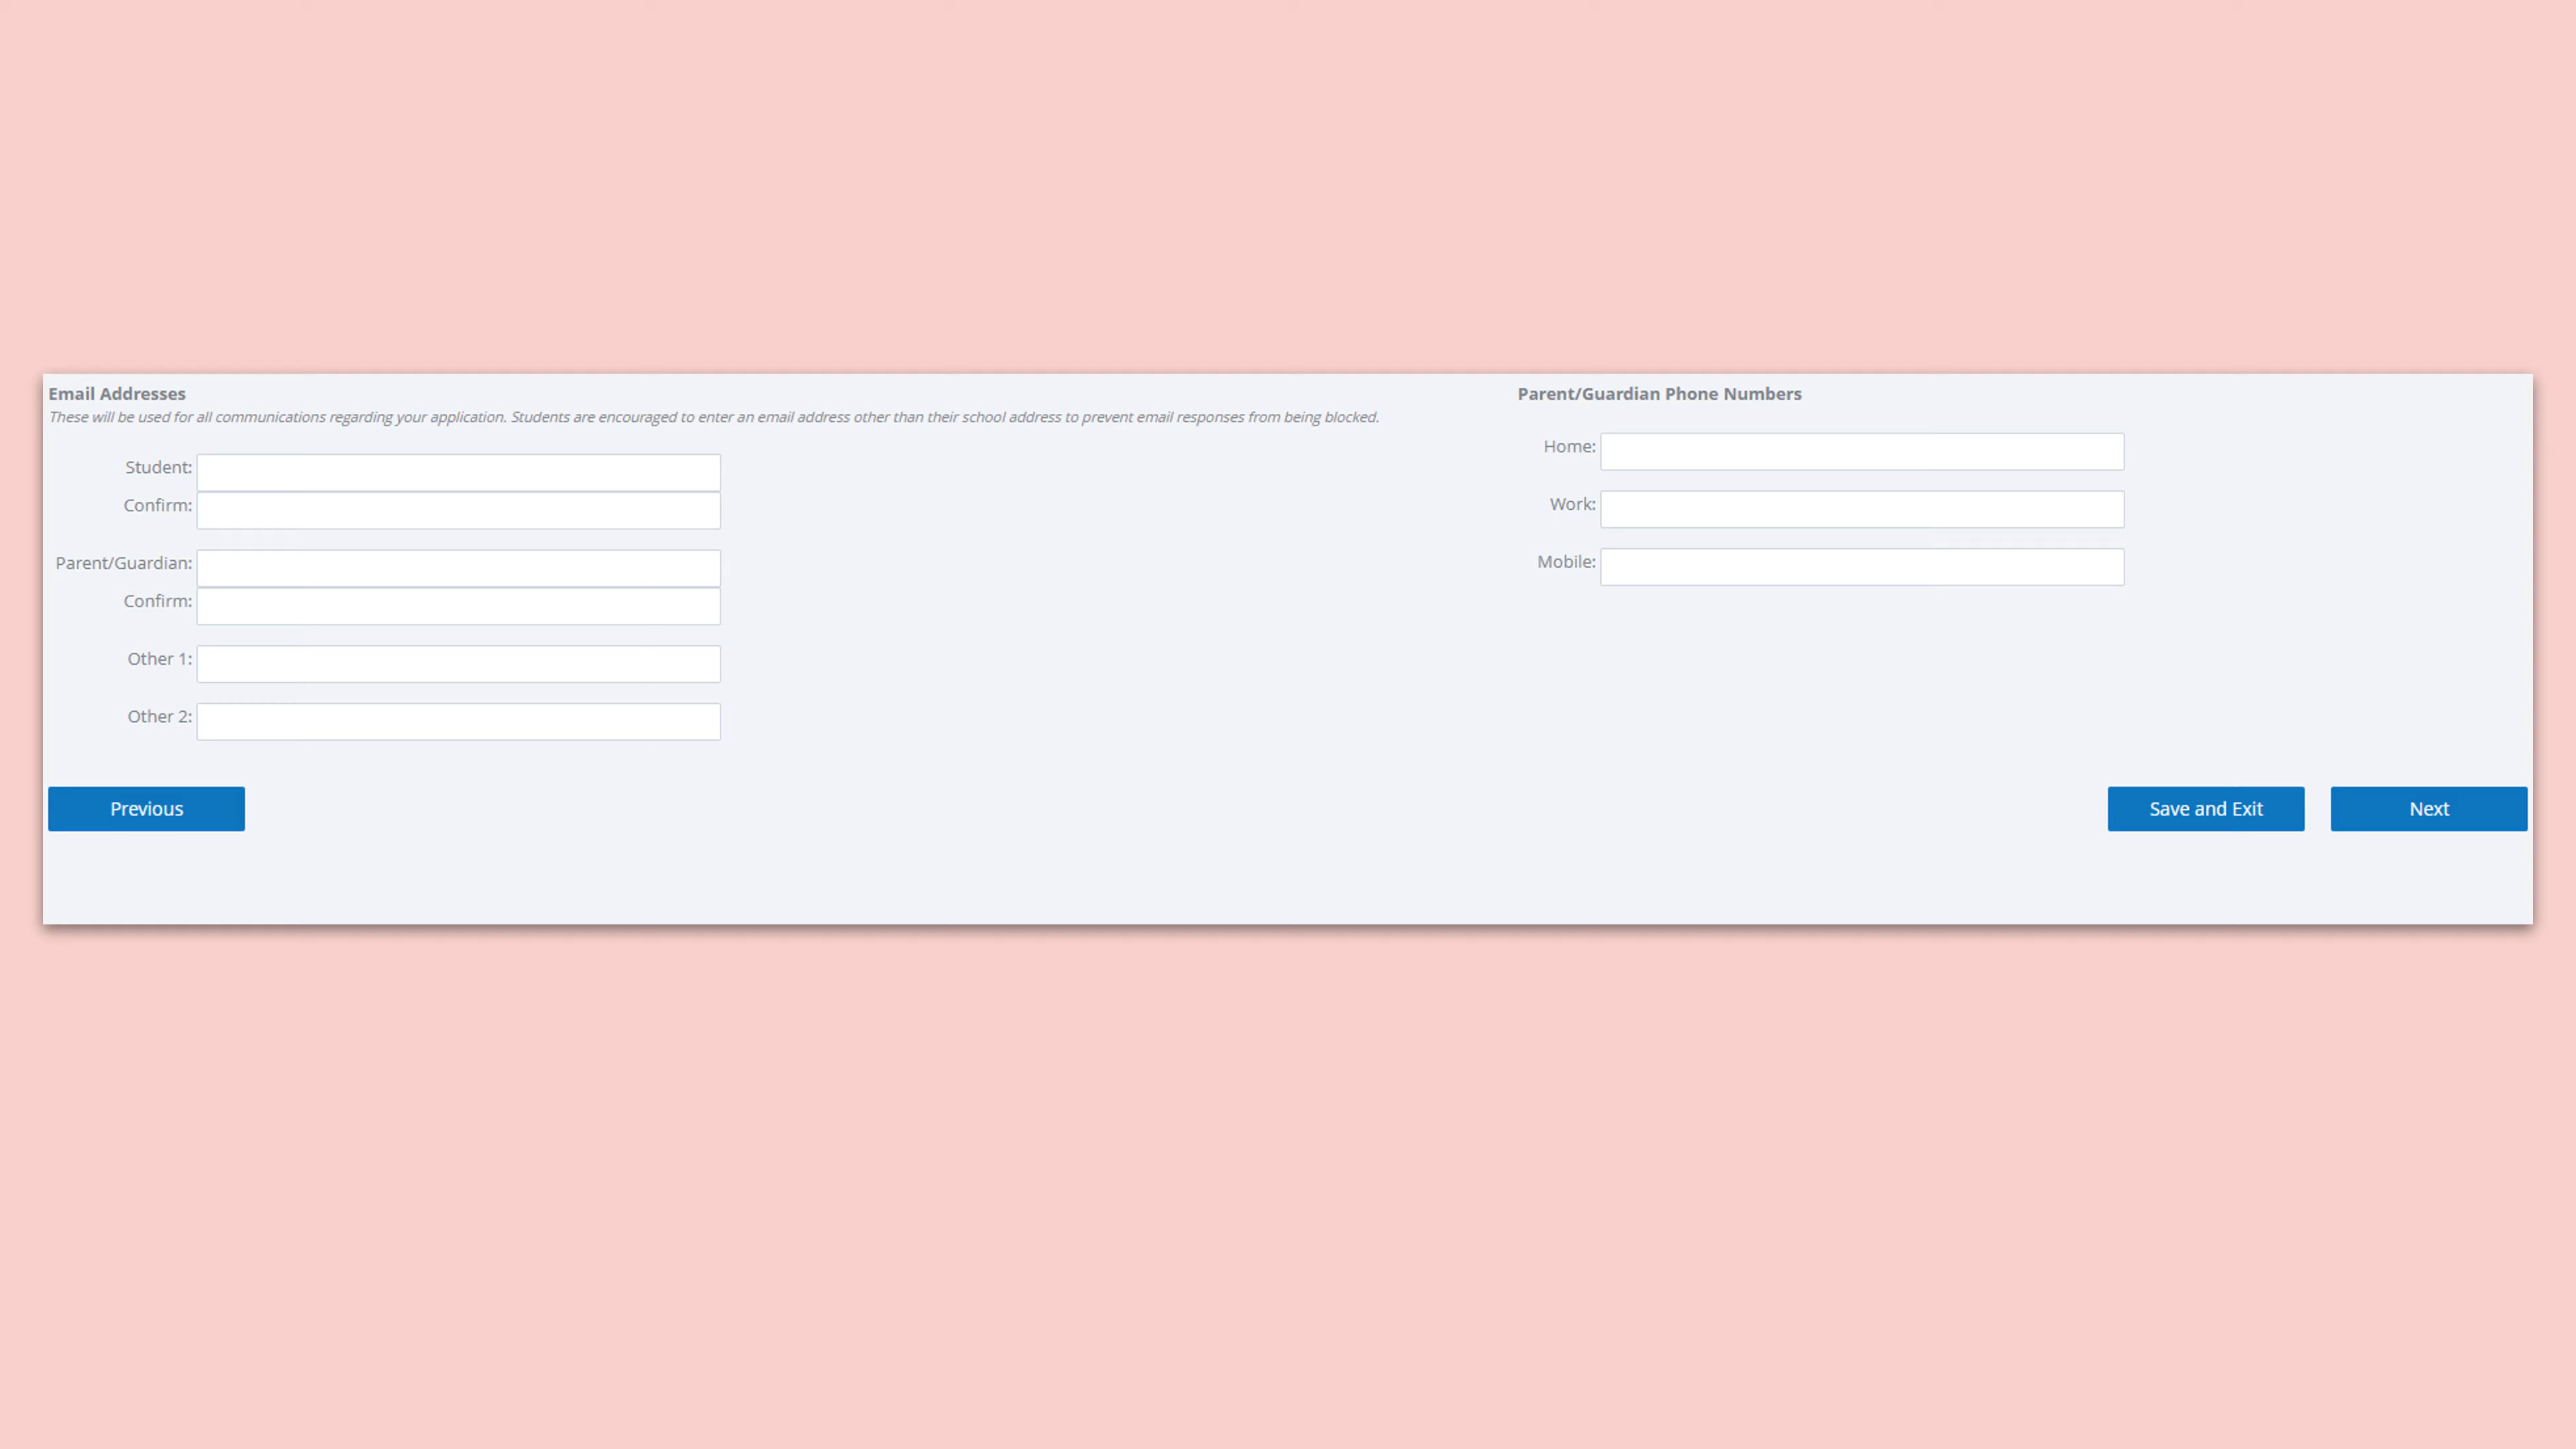 Email Addresses
These will be used for all communications regarding your application. Students are encouraged to enter an email address other than their school address to prevent email responses from being blocked.
Student:
Confirm:
Parent/Guardian:
Confirm:
Other 1:
Other 2:
Parent/Guardian Phone Numbers
Home:
Work:
Mobile:
Previous
Save and Exit
Next